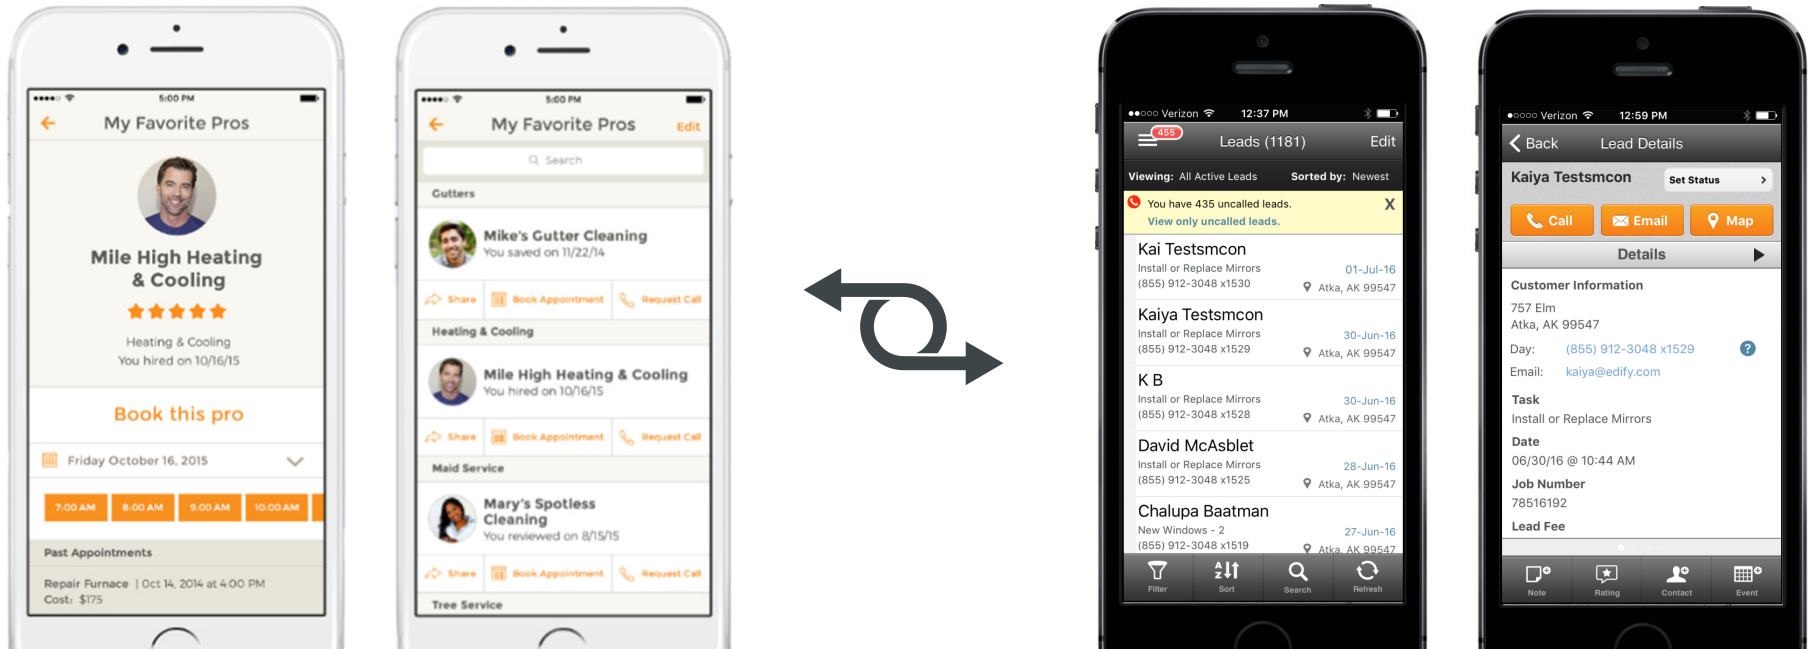 5:00 PM
My Favorite Pros
Mile High Heating
& Cooling
Heating & Cooling
You hired on 10/16/15
Book this pro
Friday October 16, 2015
7:00 AM 8:00 AM 9:00 AM 10:00 AM
Past Appointments
Repair Furnace | Oct 14, 2014 at 4:00 PM
Cost: $175
5:00 PM
My Favorite Pros Edit
Search
Gutters
Mike's Gutter Cleaning
You saved on 11/22/14
Share Book Appointment Request Call
Heating & Cooling
Mile High Heating & Cooling
You hired on 10/16/15
Share Book Appointment Request Call
Maid Service
Mary's Spotless
Cleaning
You reviewed on 8/15/15
Share Book Appointment Request Call
Tree Service
Verizon 12:37 PM
455
Leads (1181) Edit
Viewing: All Active Leads Sorted by: Newest
You have 435 uncalled leads. X
View only uncalled leads.
Kai Testsmcon
Install or Replace Mirrors 01-Jul-16
(855) 912-3048 x1530 Atka, AK 99547
Kaiya Testsmcon
Install or Replace Mirrors 30-Jun-16
(855) 912-3048 x1529 Atka, AK 99547
K B
Install or Replace Mirrors 30-Jun-16
(855) 912-3048 x1528 Atka, AK 99547
David McAsblet
Install or Replace Mirrors 28-Jun-16
(855) 912-3048 x1525 Atka, AK 99547
Chalupa Baatman
New Windows - 2 27-Jun-16
(855) 912-3048 x1519 Atka, AK 99547
Filter Sort Search Refresh
Verizon 12:59 PM
Back Lead Details
Kaiya Testsmcon Set Status >
Call Email Map
Details
Customer Information
757 Elm
Atka, AK 99547
Day: (855) 912-3048 x1529 ?
Email: kaiya@edify.com
Task
Install or Replace Mirrors
Date
06/30/16 @ 10:44 AM
Job Number
78516192
Lead Fee
Note Rating Contact Event